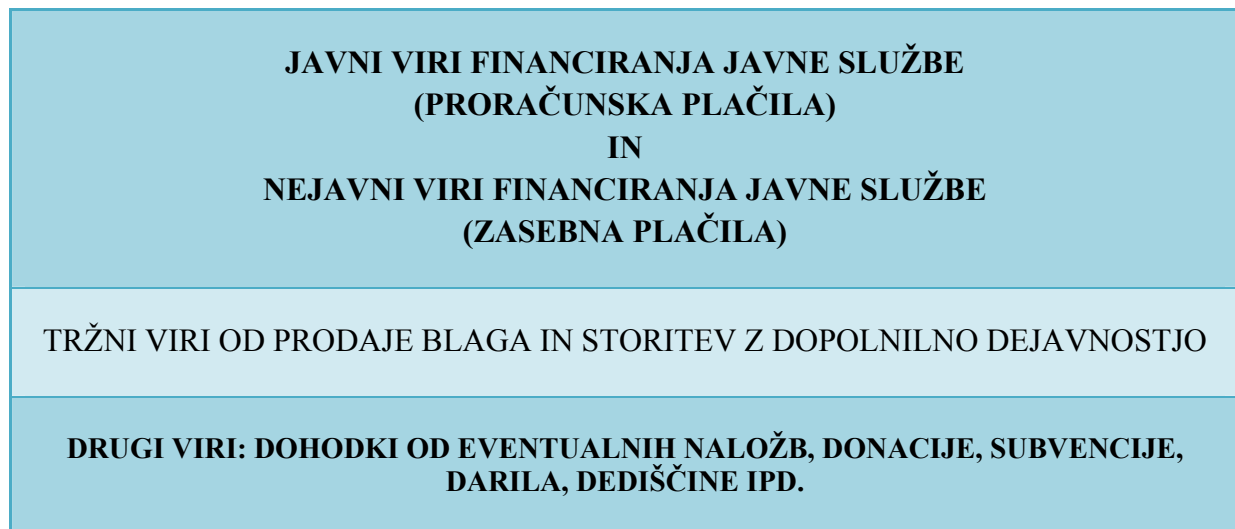 JAVNI VIRI FINANCIRANJA JAVNE SLUŽBE
(PRORAČUNSKA PLAČILA)
IN
NEJAVNI VIRI FINANCIRANJA JAVNE SLUŽBE
(ZASEBNA PLAČILA)
TRŽNI VIRI OD PRODAJE BLAGA IN STORITEV Z DOPOLNILNO DEJAVNOSTJO
DRUGI VIRI: DOHODKI OD EVENTUALNIH NALOŽB, DONACIJE, SUBVENCIJE,
DARILA, DEDIŠČINE IPD.